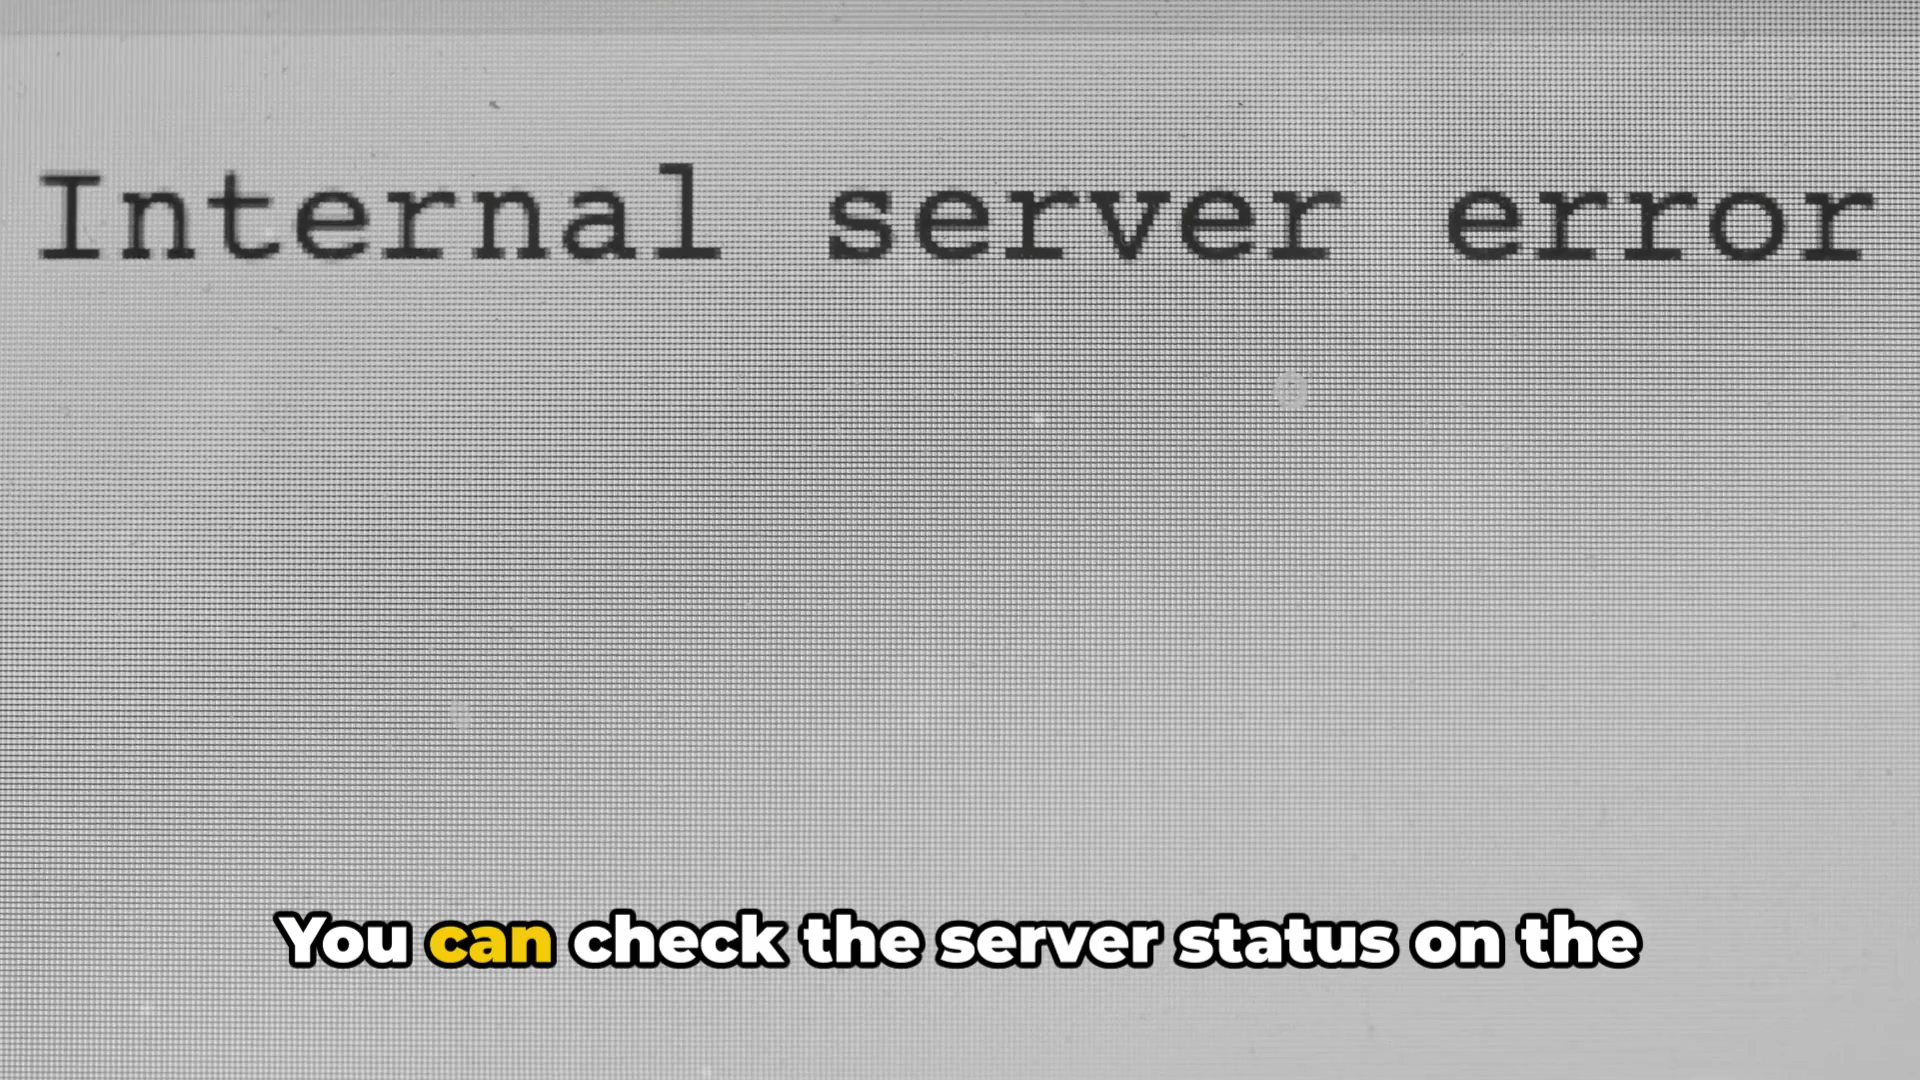 Internal server error
You can check the server status on the